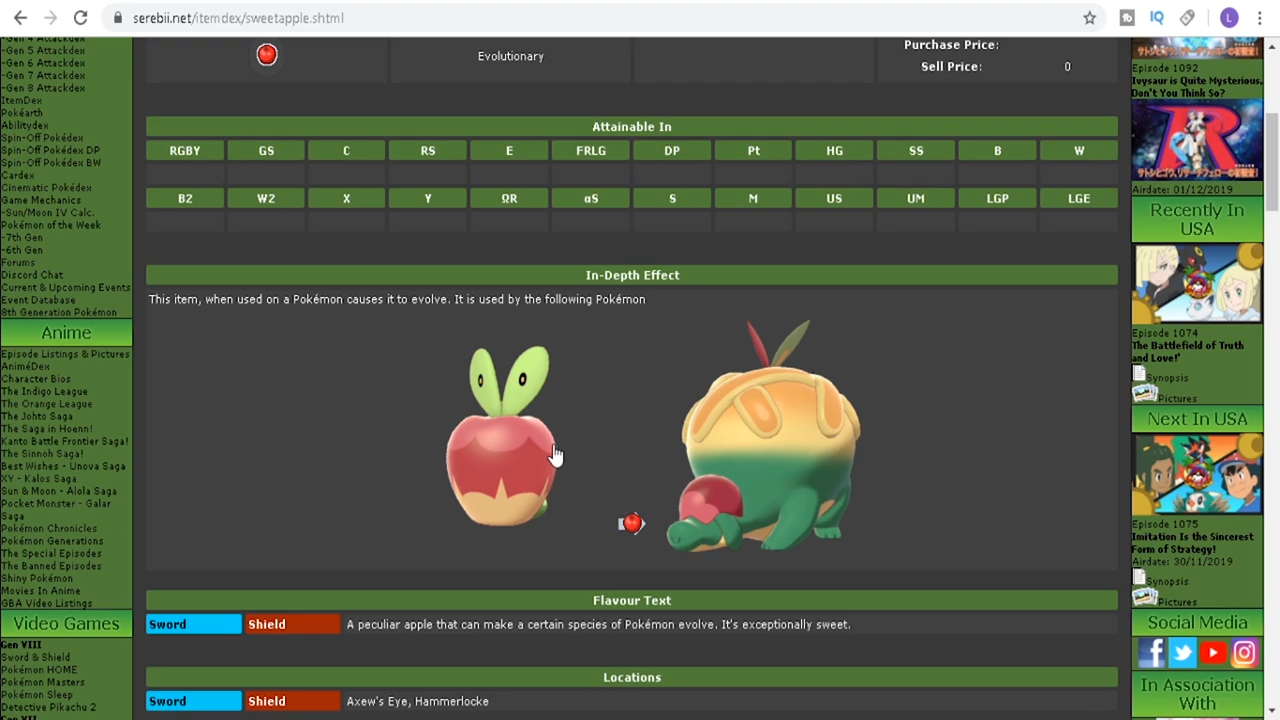 serebii.net/itemdex/sweetapple.shtml
L
-Gen 4 Attackdex
-Gen 5 Attackdex
-Gen 6 Attackdex
-Gen 7 Attackdex
-Gen 8 Attackdex
ItemDex
Pokéarth
Abilitydex
Spin-Off Pokédex
Spin-Off Pokédex DP
Spin-Off Pokédex BW
Cardex
Cinematic Pokédex
Game Mechanics
-Sun/Moon IV Calc.
Pokémon of the Week
-7th Gen
-6th Gen
Forums
Discord Chat
Current & Upcoming Events
Event Database
8th Generation Pokémon
Anime
Episode Listings & Pictures
AniméDex
Character Bios
The Indigo League
The Orange League
The Johto Saga
The Saga in Hoenn!
Kanto Battle Frontier Saga!
The Sinnoh Saga!
Best Wishes - Unova Saga
XY - Kalos Saga
Sun & Moon - Alola Saga
Pocket Monster - Galar
Saga
Pokémon Chronicles
Pokémon Generations
The Special Episodes
The Banned Episodes
Shiny Pokémon
Movies In Anime
GBA Video Listings
Video Games
Gen VIII
Sword & Shield
Pokémon HOME
Pokémon Masters
Pokémon Sleep
Detective Pikachu 2
Gen VII
Evolutionary
Purchase Price:
Sell Price: 0
Attainable In
RGBY GS C RS E FRLG DP Pt HG SS B W
B2 W2 X Y ΩR αS S M US UM LGP LGE
In-Depth Effect
This item, when used on a Pokémon causes it to evolve. It is used by the following Pokémon
Flavour Text
Sword Shield A peculiar apple that can make a certain species of Pokémon evolve. It's exceptionally sweet.
Locations
Sword Shield Axew's Eye, Hammerlocke
Episode 1092
Ivysaur is Quite Mysterious,
Don't You Think So?
R
Airdate: 01/12/2019
Recently In
USA
Episode 1074
The Battlefield of Truth
and Love!'
Synopsis
Pictures
Next In USA
Episode 1075
Imitation Is the Sincerest
Form of Strategy!
Airdate: 30/11/2019
Synopsis
Pictures
Social Media
In Association
With